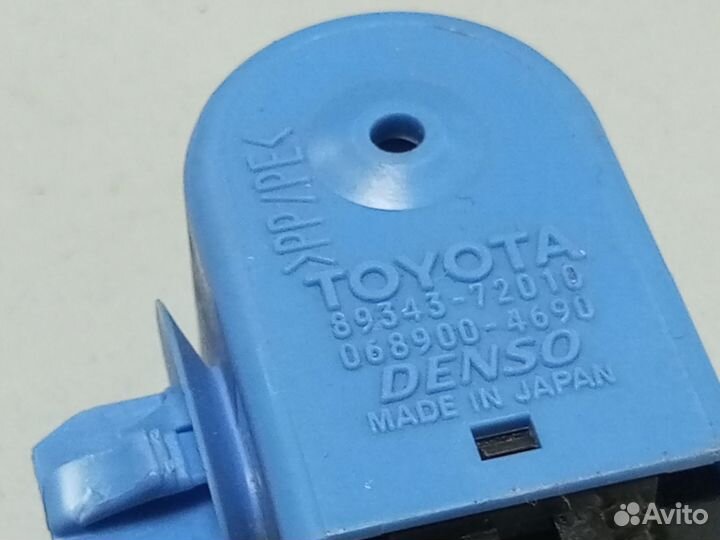 >PP/PE<
TOYOTA
89343-72010
068900-4690
DENSO
MADE IN JAPAN
Avito